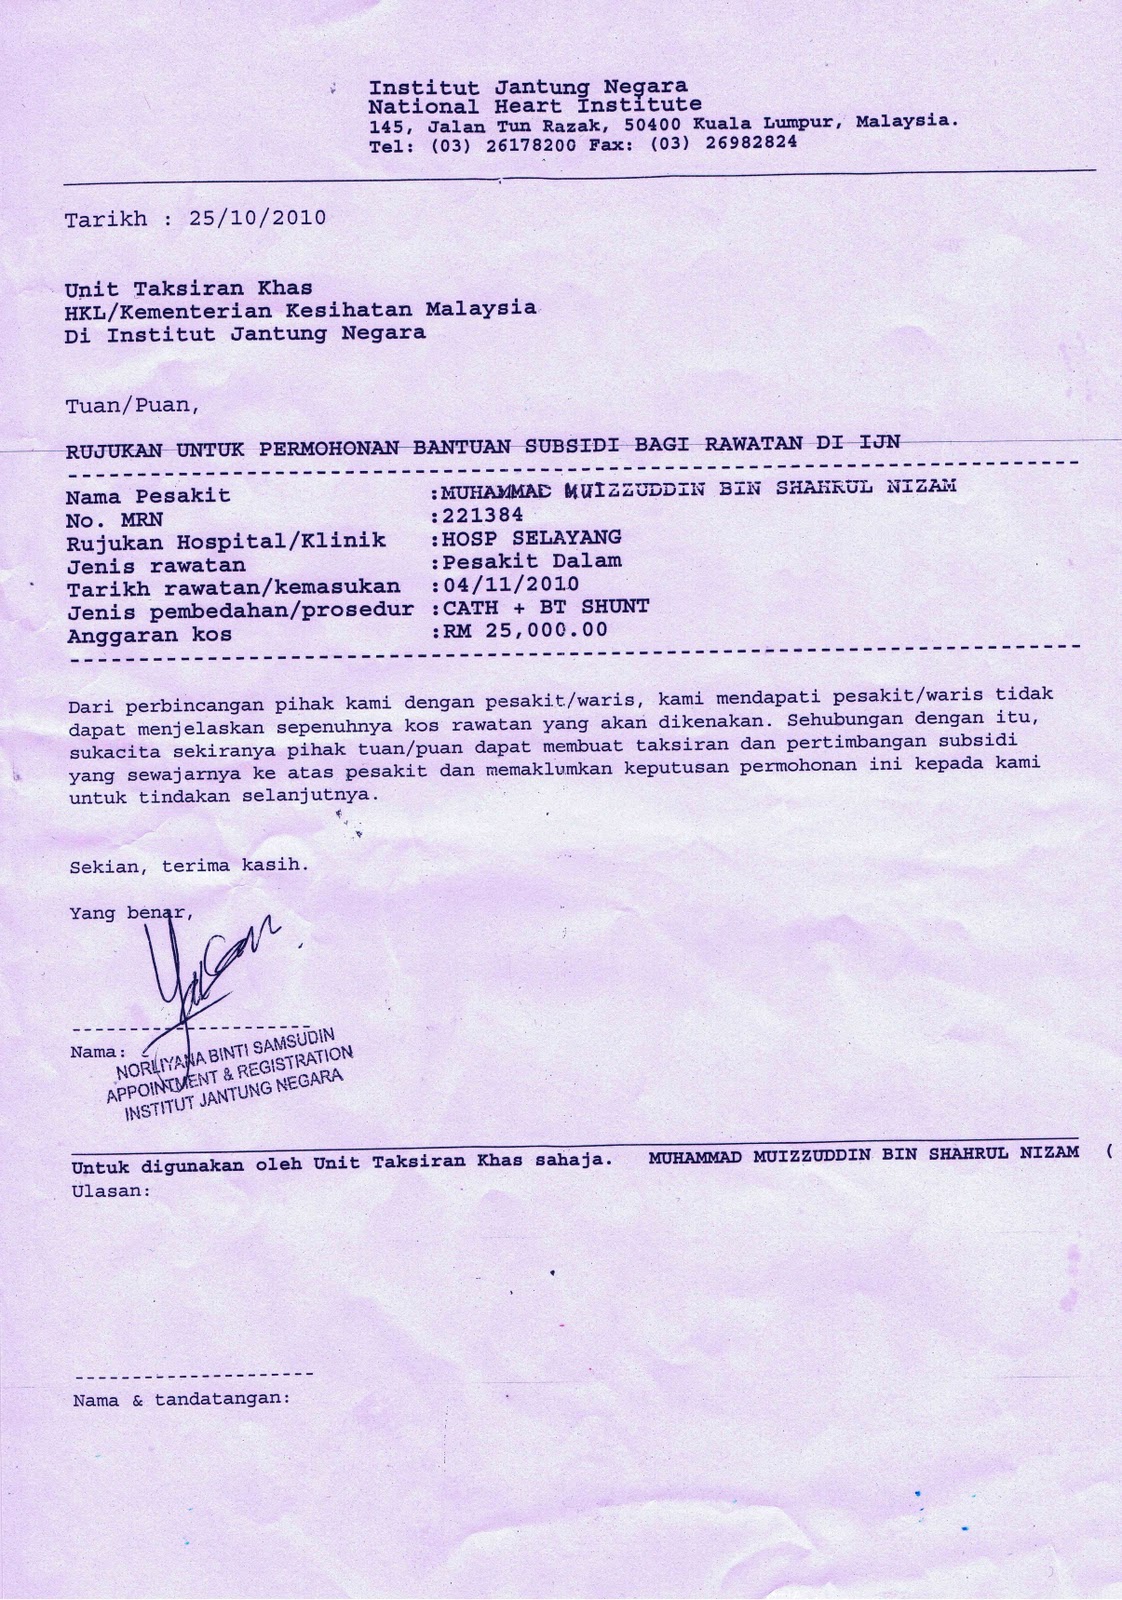 Institut Jantung Negara
National Heart Institute
145, Jalan Tun Razak, 50400 Kuala Lumpur, Malaysia.
Tel: (03) 26178200 Fax: (03) 26982824
Tarikh : 25/10/2010
Unit Taksiran Khas
HKL/Kementerian Kesihatan Malaysia
Di Institut Jantung Negara
Tuan/Puan,
RUJUKAN UNTUK PERMOHONAN BANTUAN SUBSIDI BAGI RAWATAN DI IJN
Nama Pesakit :MUHAMMAD MUIZZUDDIN BIN SHAHRUL NIZAM
No. MRN :221384
Rujukan Hospital/Klinik :HOSP SELAYANG
Jenis rawatan :Pesakit Dalam
Tarikh rawatan/kemasukan :04/11/2010
Jenis pembedahan/prosedur :CATH + BT SHUNT
Anggaran kos :RM 25,000.00
Dari perbincangan pihak kami dengan pesakit/waris, kami mendapati pesakit/waris tidak
dapat menjelaskan sepenuhnya kos rawatan yang akan dikenakan. Sehubungan dengan itu,
sukacita sekiranya pihak tuan/puan dapat membuat taksiran dan pertimbangan subsidi
yang sewajarnya ke atas pesakit dan memaklumkan keputusan permohonan ini kepada kami
untuk tindakan selanjutnya.
Sekian, terima kasih.
Yang benar,
Nama:
NORLIYANA BINTI SAMSUDIN
APPOINTMENT & REGISTRATION
INSTITUT JANTUNG NEGARA
Untuk digunakan oleh Unit Taksiran Khas sahaja. MUHAMMAD MUIZZUDDIN BIN SHAHRUL NIZAM (
Ulasan:
Nama & tandatangan: